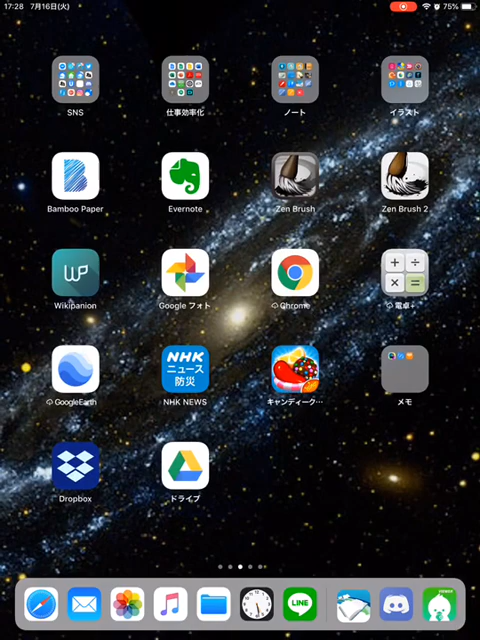 17:28 7月16日(火)
75%
SNS
仕事効率化
ノート
イラスト
Bamboo Paper
Evernote
Zen Brush
Zen Brush 2
WP
Wikipanion
Google フォト
Chrome
電卓+
GoogleEarth
NHK
ニュース
防災
NHK NEWS
キャンディーク…
メモ
Dropbox
ドライブ
LINE